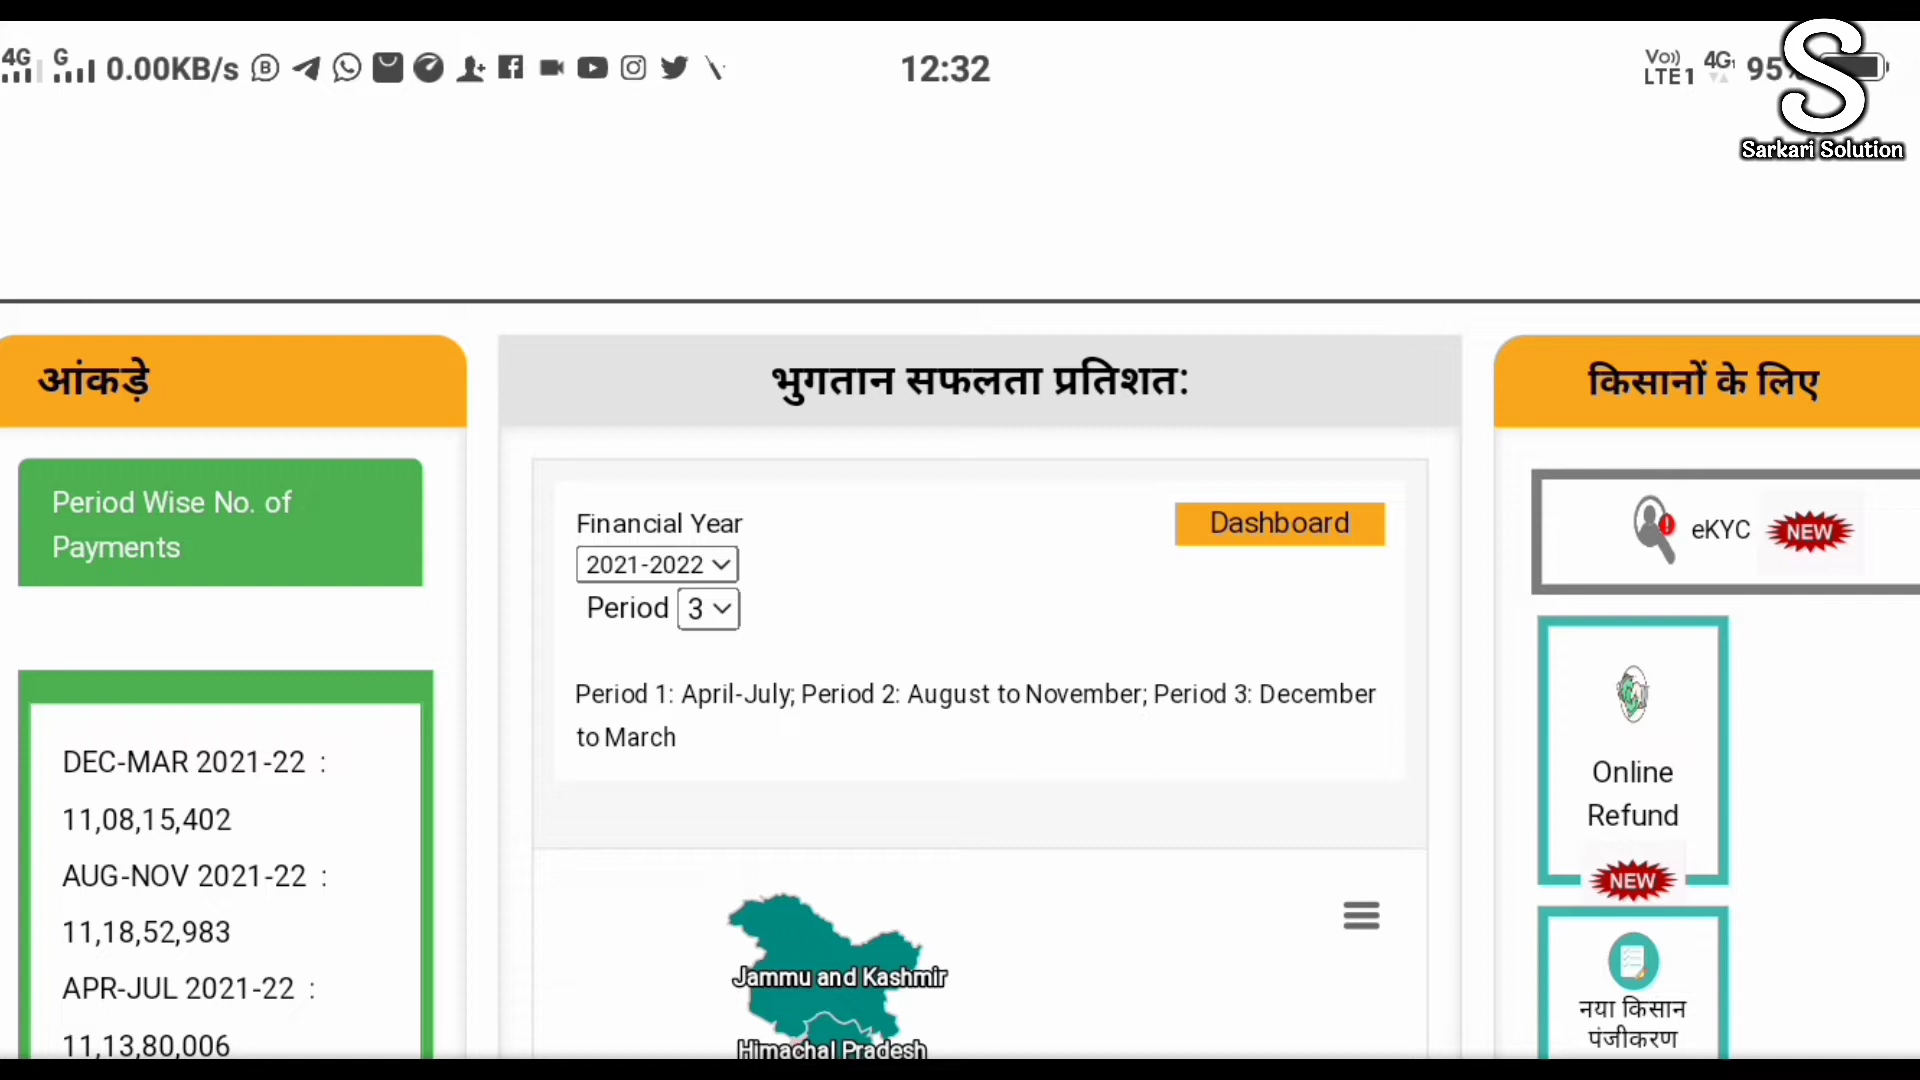 4G G 0.00KB/s
12:32
Vo)) LTE 1 4G 95
S
Sarkari Solution
आंकड़े
Period Wise No. of
Payments
DEC-MAR 2021-22 :
11,08,15,402
AUG-NOV 2021-22 :
11,18,52,983
APR-JUL 2021-22 :
11,13,80,006
भुगतान सफलता प्रतिशत:
Financial Year
Dashboard
2021-2022
Period 3
Period 1: April-July; Period 2: August to November; Period 3: December
to March
Jammu and Kashmir
Himachal Pradesh
किसानों के लिए
eKYC NEW
Online
Refund
NEW
नया किसान
पंजीकरण